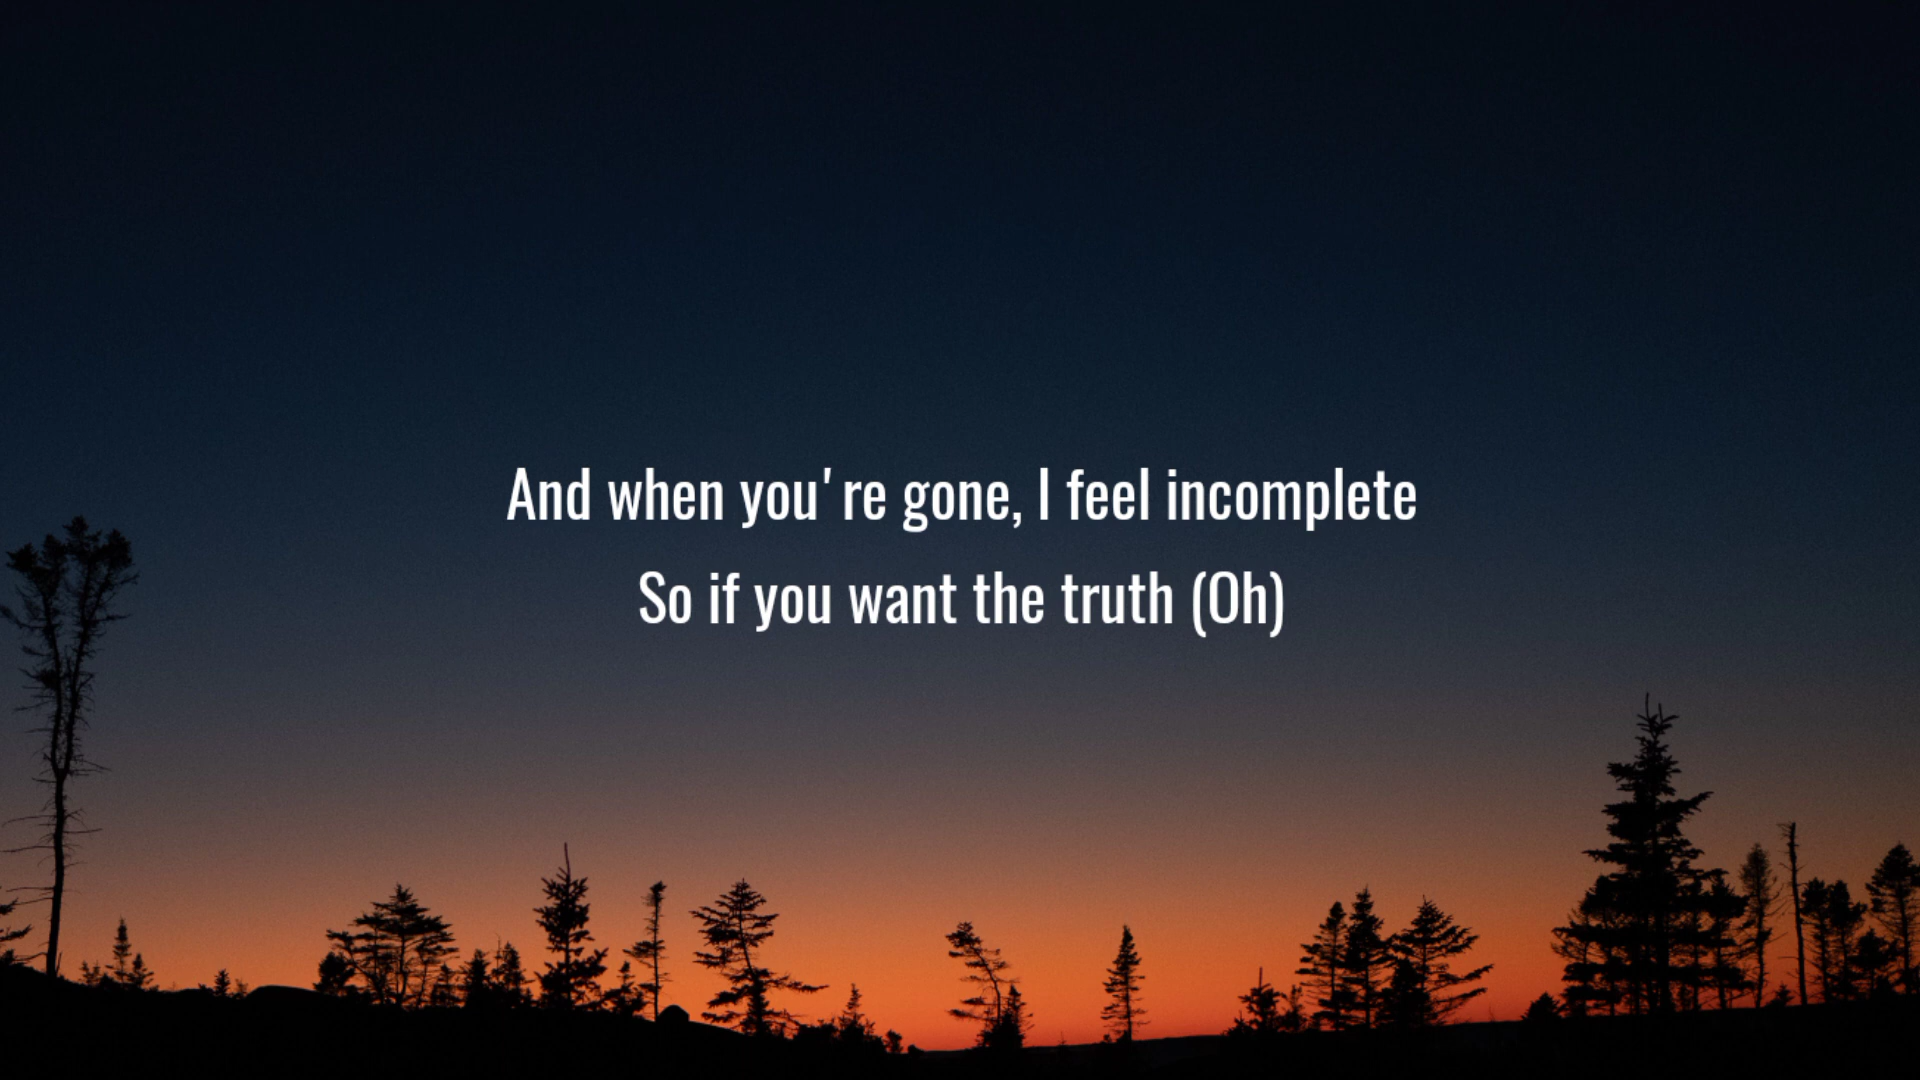 And when you're gone, I feel incomplete
So if you want the truth (Oh)